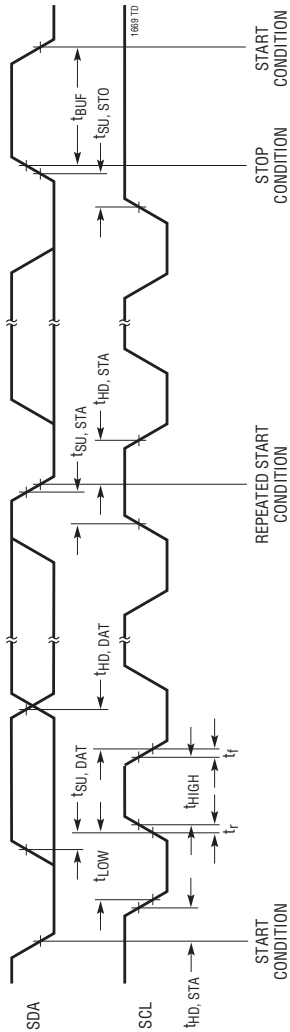 SDA
tSU, DAT
tHD, DAT
tSU, STA
tBUF
tLOW
tHD, STA
tSU, STO
SCL
1669 TD
tHD, STA
tr
tHIGH
tf
START
CONDITION
REPEATED START
CONDITION
STOP
CONDITION
START
CONDITION